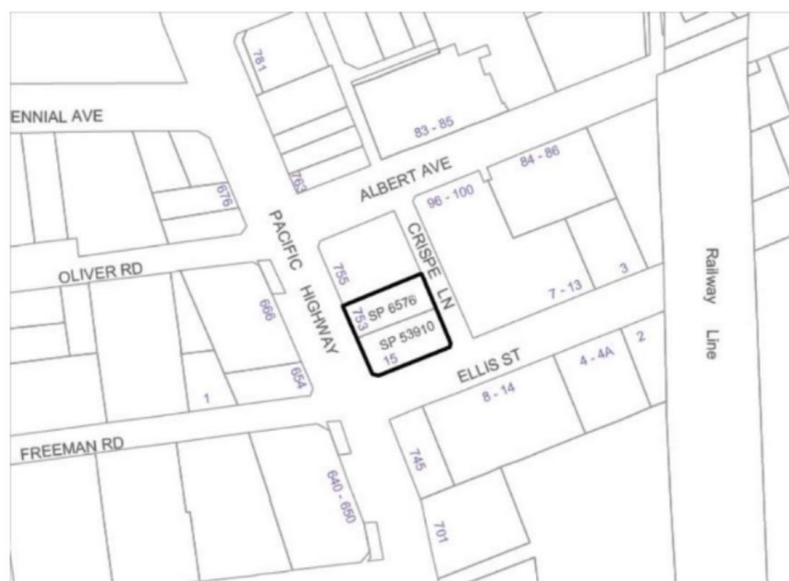 781
ENNIAL AVE
83 - 85
84 - 86
763
ALBERT AVE
676
96 - 100
PACIFIC HIGHWAY
CRISPE LN
OLIVER RD
755
7 - 13
3
Railway Line
666
753
SP 6576
SP 53910
15
ELLIS ST
4 - 4A
2
654
1
8 - 14
FREEMAN RD
745
640 - 650
701